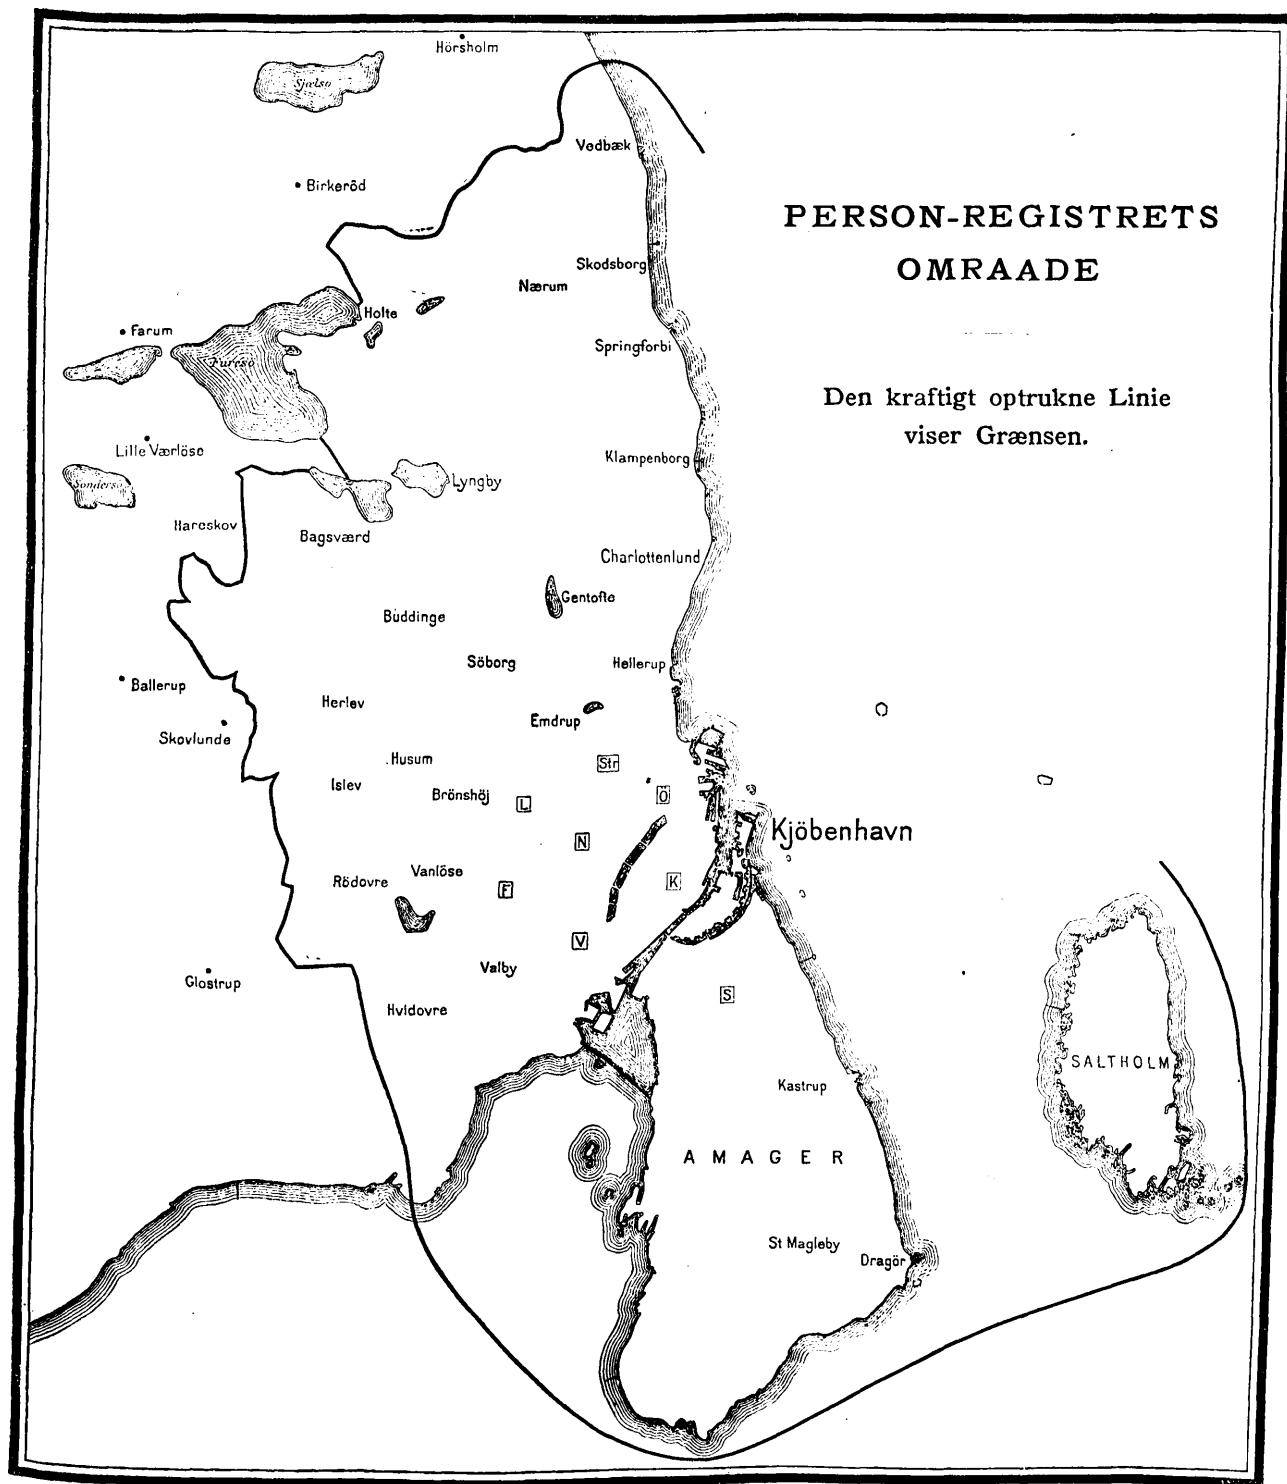 Hörsholm
Sjælsø
Vedbæk
Birkeröd
PERSON-REGISTRETS
OMRAADE
Skodsborg
Nærum
Holte
Farum
Springforbi
Furesø
Den kraftigt optrukne Linie
viser Grænsen.
Lille Værlöse
Klampenborg
Søndersø
Lyngby
Hareskov
Bagsværd
Charlottenlund
Gentofte
Buddinge
Söborg
Hellerup
Ballerup
Herlev
Emdrup
Skovlunde
Husum
Str
Islev
Brönshöj
L
Ö
Kjöbenhavn
N
Vanlöse
Rödovre
F
K
V
Valby
Glostrup
S
Hvidovre
SALTHOLM
Kastrup
AMAGER
St Magleby
Dragör